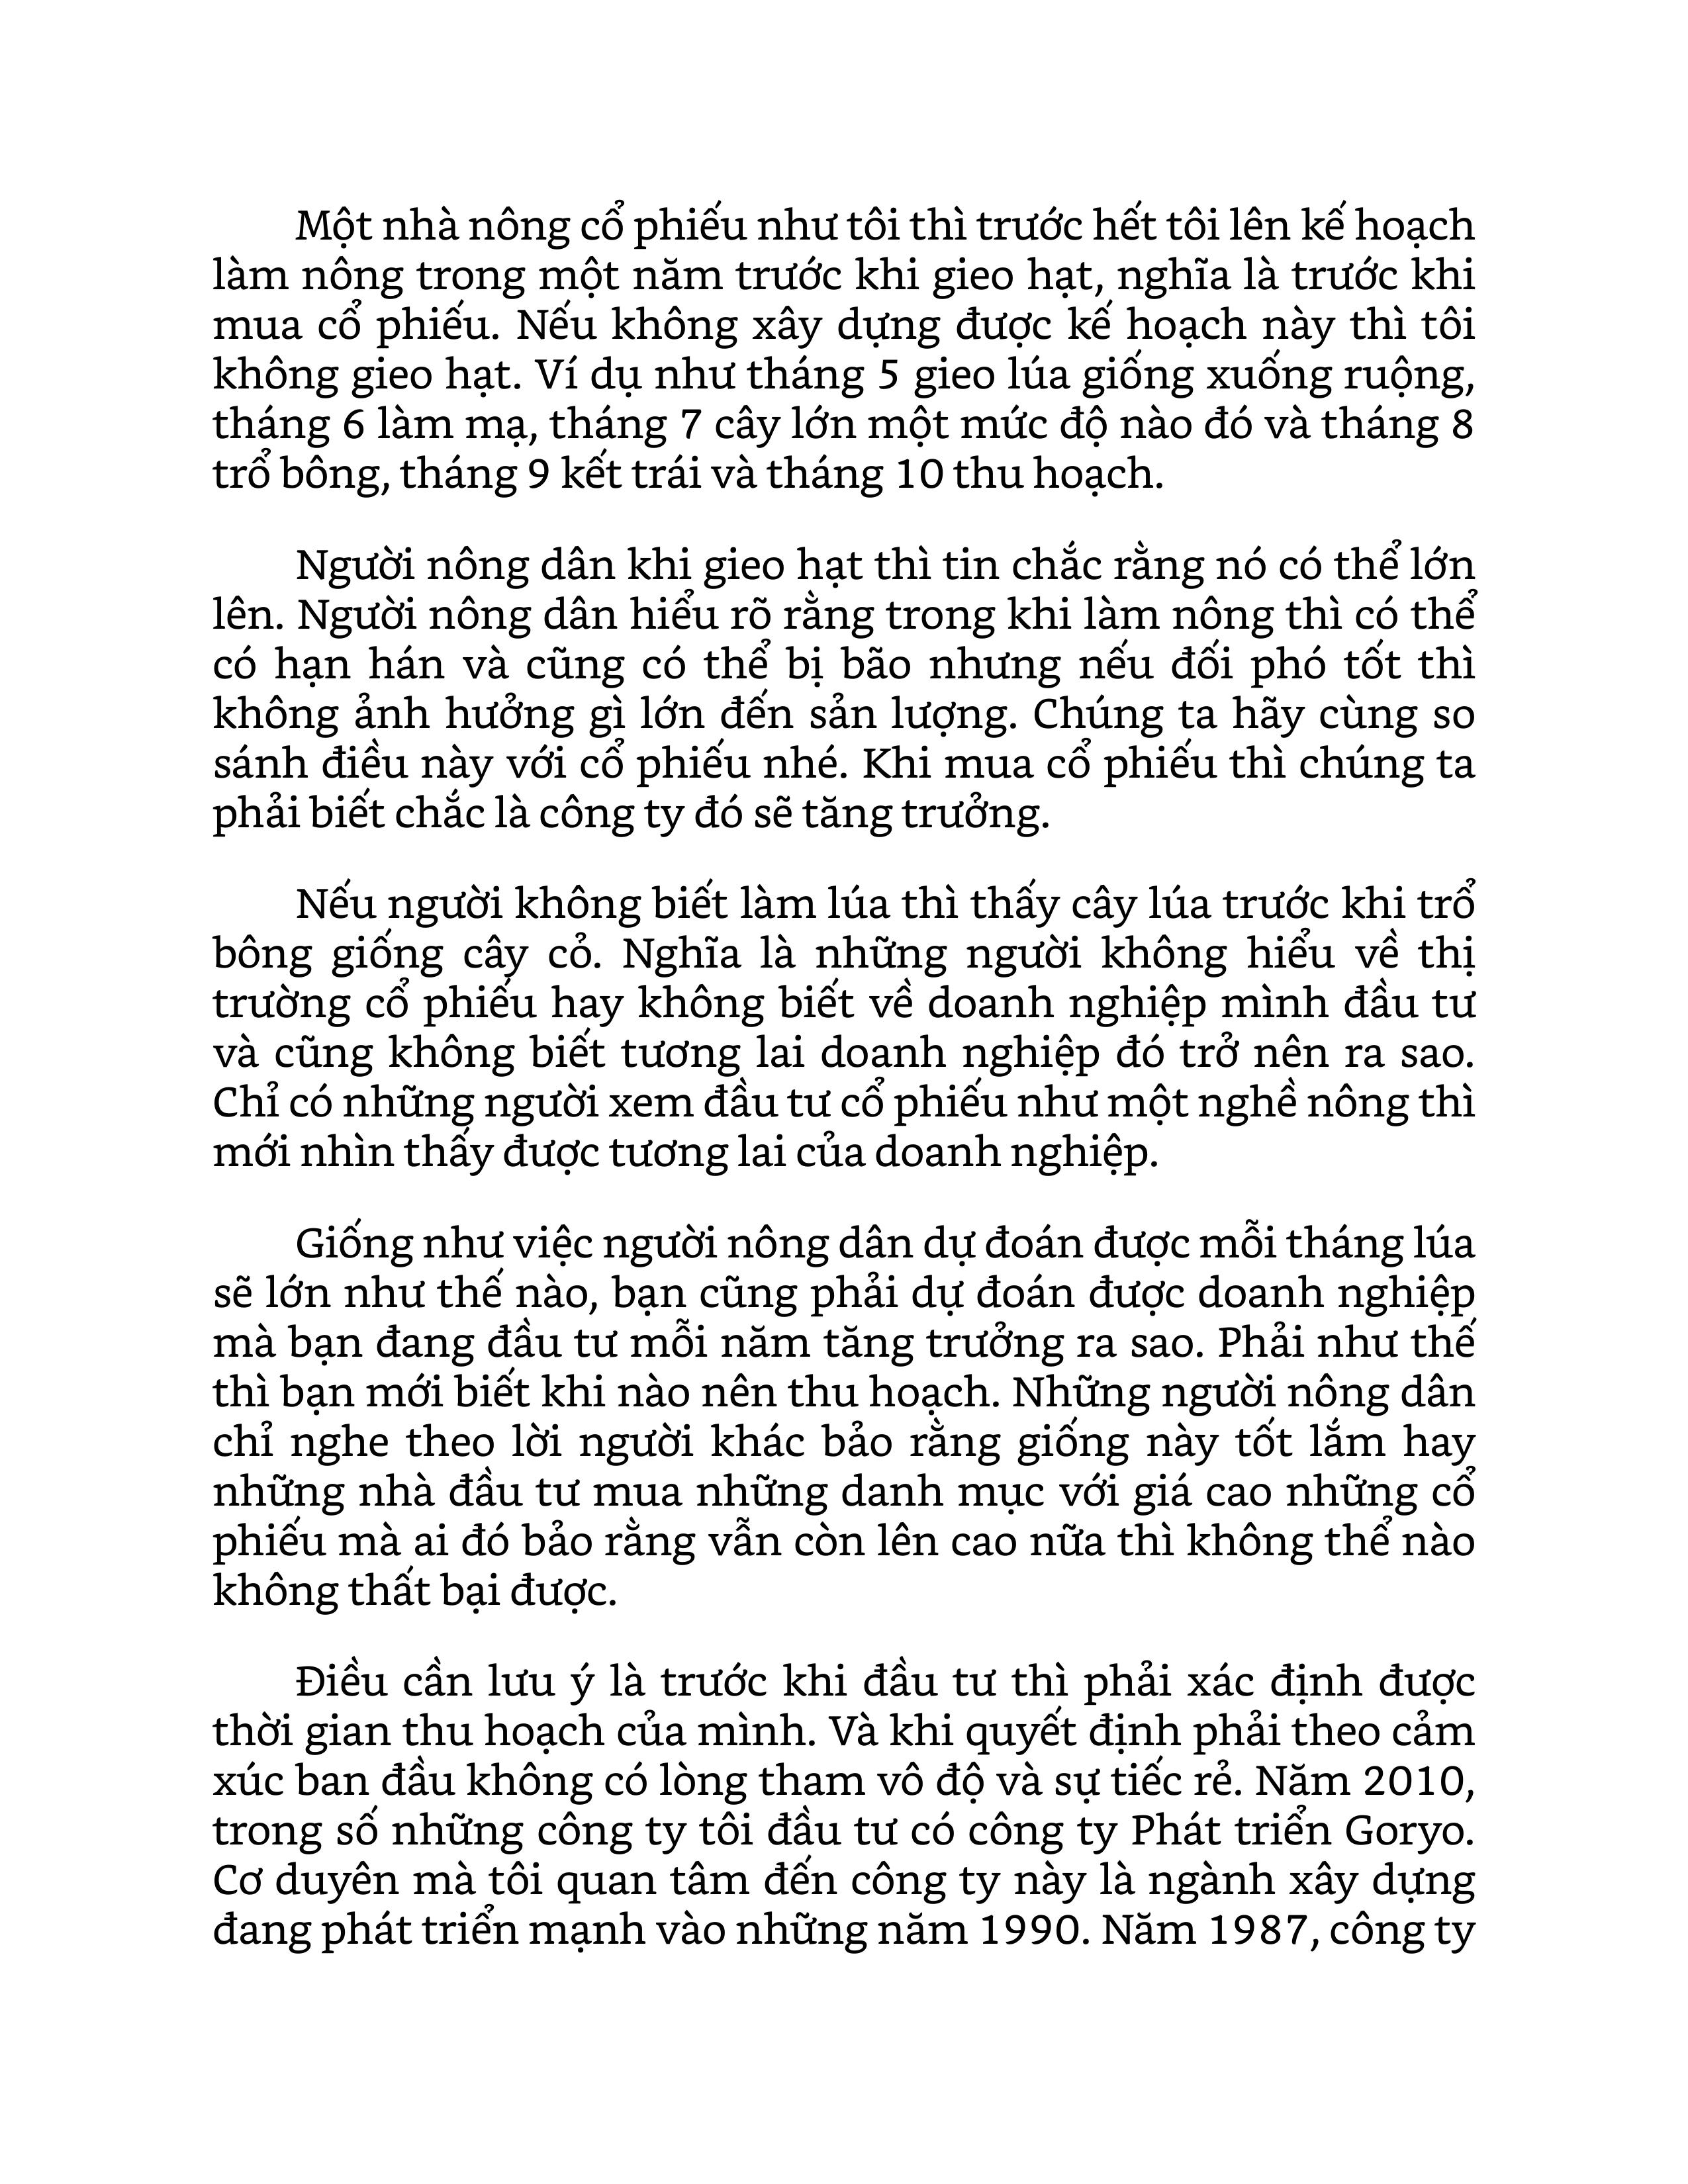 Một nhà nông cổ phiếu như tôi thì trước hết tôi lên kế hoạch
làm nông trong một năm trước khi gieo hạt, nghĩa là trước khi
mua cổ phiếu. Nếu không xây dựng được kế hoạch này thì tôi
không gieo hạt. Ví dụ như tháng 5 gieo lúa giống xuống ruộng,
tháng 6 làm mạ, tháng 7 cây lớn một mức độ nào đó và tháng 8
trổ bông, tháng 9 kết trái và tháng 10 thu hoạch.
Người nông dân khi gieo hạt thì tin chắc rằng nó có thể lớn
lên. Người nông dân hiểu rõ rằng trong khi làm nông thì có thể
có hạn hán và cũng có thể bị bão nhưng nếu đối phó tốt thì
không ảnh hưởng gì lớn đến sản lượng. Chúng ta hãy cùng so
sánh điều này với cổ phiếu nhé. Khi mua cổ phiếu thì chúng ta
phải biết chắc là công ty đó sẽ tăng trưởng.
Nếu người không biết làm lúa thì thấy cây lúa trước khi trổ
bông giống cây cỏ. Nghĩa là những người không hiểu về thị
trường cổ phiếu hay không biết về doanh nghiệp mình đầu tư
và cũng không biết tương lai doanh nghiệp đó trở nên ra sao.
Chỉ có những người xem đầu tư cổ phiếu như một nghề nông thì
mới nhìn thấy được tương lai của doanh nghiệp.
Giống như việc người nông dân dự đoán được mỗi tháng lúa
sẽ lớn như thế nào, bạn cũng phải dự đoán được doanh nghiệp
mà bạn đang đầu tư mỗi năm tăng trưởng ra sao. Phải như thế
thì bạn mới biết khi nào nên thu hoạch. Những người nông dân
chỉ nghe theo lời người khác bảo rằng giống này tốt lắm hay
những nhà đầu tư mua những danh mục với giá cao những cổ
phiếu mà ai đó bảo rằng vẫn còn lên cao nữa thì không thể nào
không thất bại được.
Điều cần lưu ý là trước khi đầu tư thì phải xác định được
thời gian thu hoạch của mình. Và khi quyết định phải theo cảm
xúc ban đầu không có lòng tham vô độ và sự tiếc rẻ. Năm 2010,
trong số những công ty tôi đầu tư có công ty Phát triển Goryo.
Cơ duyên mà tôi quan tâm đến công ty này là ngành xây dựng
đang phát triển mạnh vào những năm 1990. Năm 1987, công ty